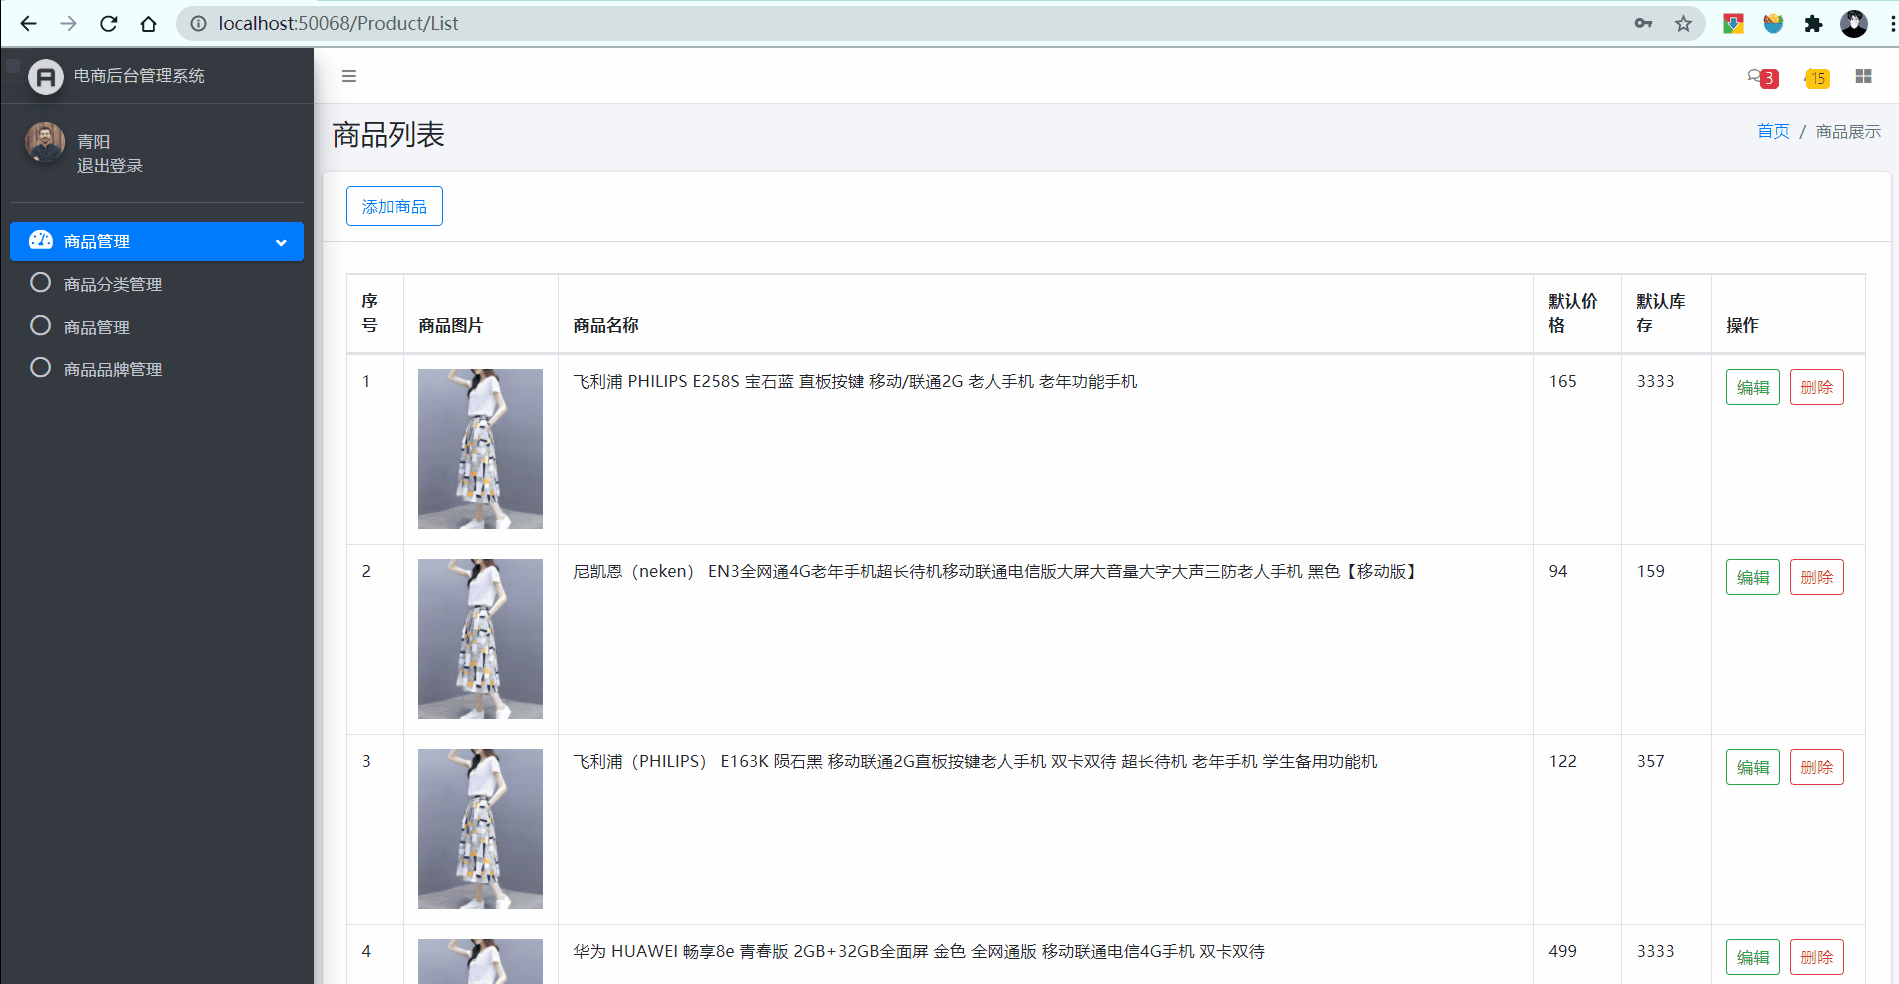 localhost:50068/Product/List
电商后台管理系统
3
15
青阳
退出登录
商品列表
首页 / 商品展示
商品管理
商品分类管理
商品管理
商品品牌管理
添加商品
序号 商品图片 商品名称 默认价格 默认库存 操作
1 飞利浦 PHILIPS E258S 宝石蓝 直板按键 移动/联通2G 老人手机 老年功能手机 165 3333 编辑 删除
2 尼凯恩（neken） EN3全网通4G老年手机超长待机移动联通电信版大屏大音量大字大声三防老人手机 黑色【移动版】 94 159 编辑 删除
3 飞利浦（PHILIPS） E163K 陨石黑 移动联通2G直板按键老人手机 双卡双待 超长待机 老年手机 学生备用功能机 122 357 编辑 删除
4 华为 HUAWEI 畅享8e 青春版 2GB+32GB全面屏 金色 全网通版 移动联通电信4G手机 双卡双待 499 3333 编辑 删除